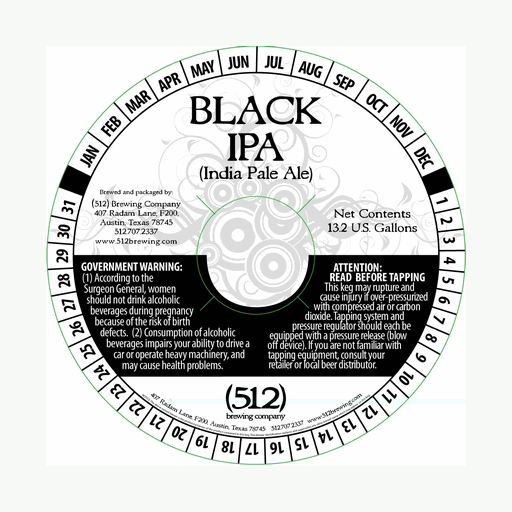 JAN
FEB
MAR
APR
MAY
JUN
JUL
AUG
SEP
OCT
NOV
DEC
1
2
3
4
5
6
7
8
9
10
11
12
13
14
15
16
17
18
19
20
21
22
23
24
25
26
27
28
29
30
31
BLACK
IPA
(India Pale Ale)
Brewed and packaged by:
(512) Brewing Company
407 Radam Lane, F200,
Austin, Texas 78745
512.707.2337
www.512brewing.com
Net Contents
13.2 U.S. Gallons
GOVERNMENT WARNING:
(1) According to the
Surgeon General, women
should not drink alcoholic
beverages during pregnancy
because of the risk of birth
defects. (2) Consumption of alcoholic
beverages impairs your ability to drive a
car or operate heavy machinery, and
may cause health problems.
ATTENTION:
READ BEFORE TAPPING
This keg may rupture and
cause injury if over-pressurized
with compressed air or carbon
dioxide. Tapping system and
pressure regulator should each be
equipped with a pressure release (blow
off device). If you are not familiar with
tapping equipment, consult your
retailer or local beer distributor.
(512)
brewing company
407 Radam Lane, F200, Austin, Texas 78745 512.707.2337 www.512brewing.com